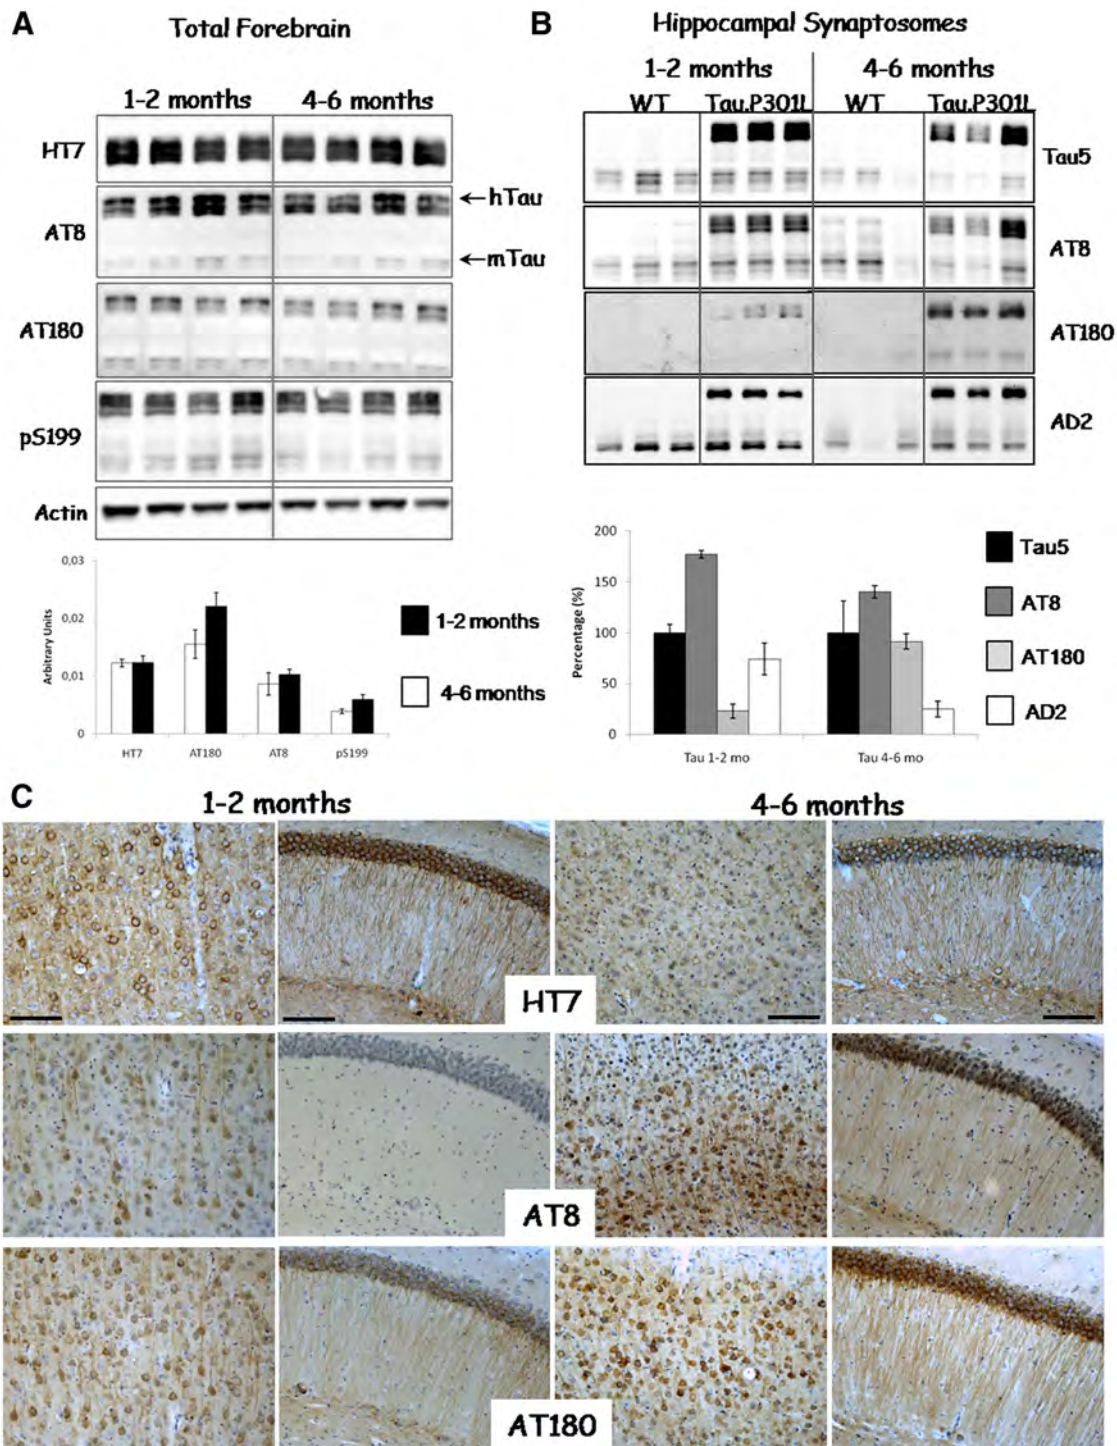 A
Total Forebrain
1-2 months
4-6 months
HT7
AT8
←hTau
←mTau
AT180
pS199
Actin
0,03
0,02
0,01
0
Arbitrary Units
HT7
AT180
AT8
pS199
1-2 months
4-6 months
B
Hippocampal Synaptosomes
1-2 months
4-6 months
WT
Tau.P301L
WT
Tau.P301L
Tau5
AT8
AT180
AD2
200
150
100
50
0
Percentage (%)
Tau 1-2 mo
Tau 4-6 mo
Tau5
AT8
AT180
AD2
C
1-2 months
4-6 months
HT7
AT8
AT180